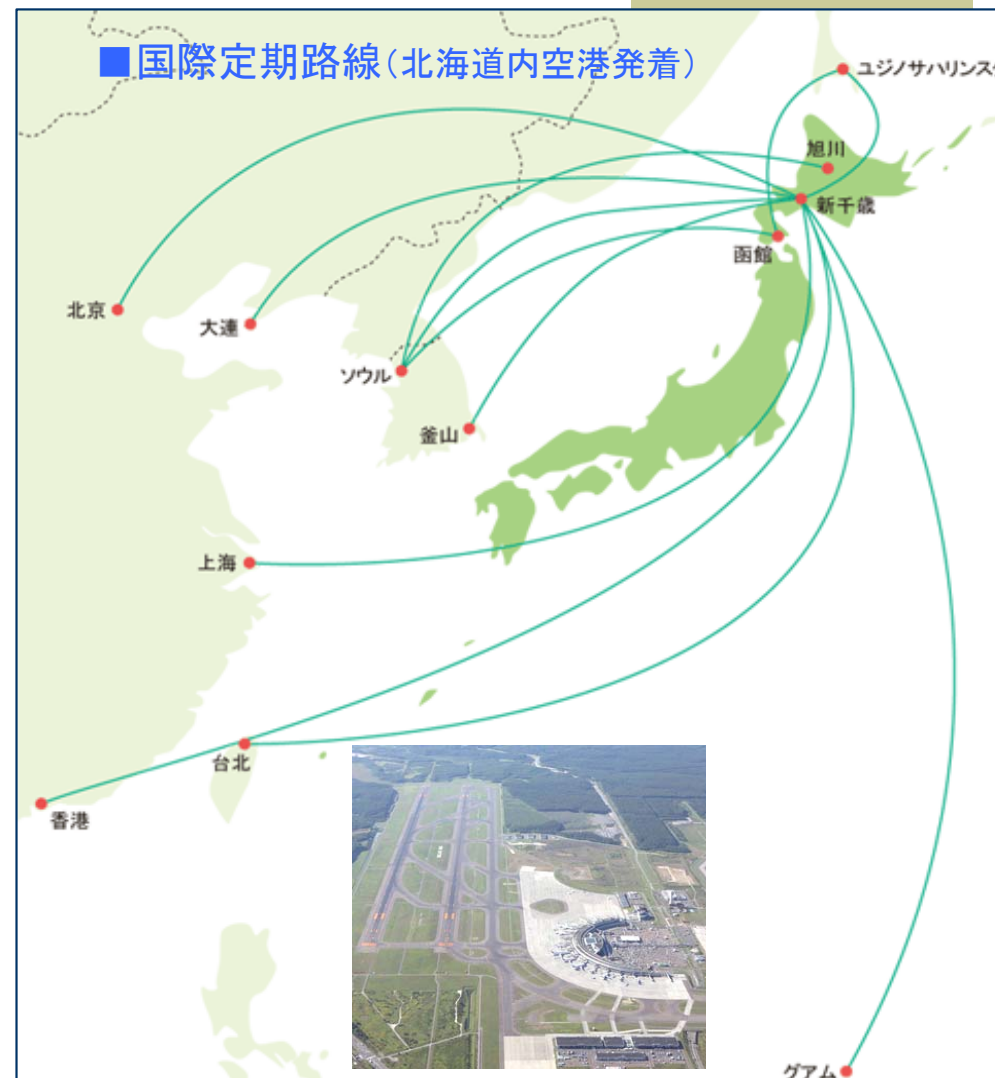 ■国際定期路線(北海道内空港発着)
ユジノサハリンス
旭川
新千歳
函館
北京
大連
ソウル
釜山
上海
台北
香港
グアム